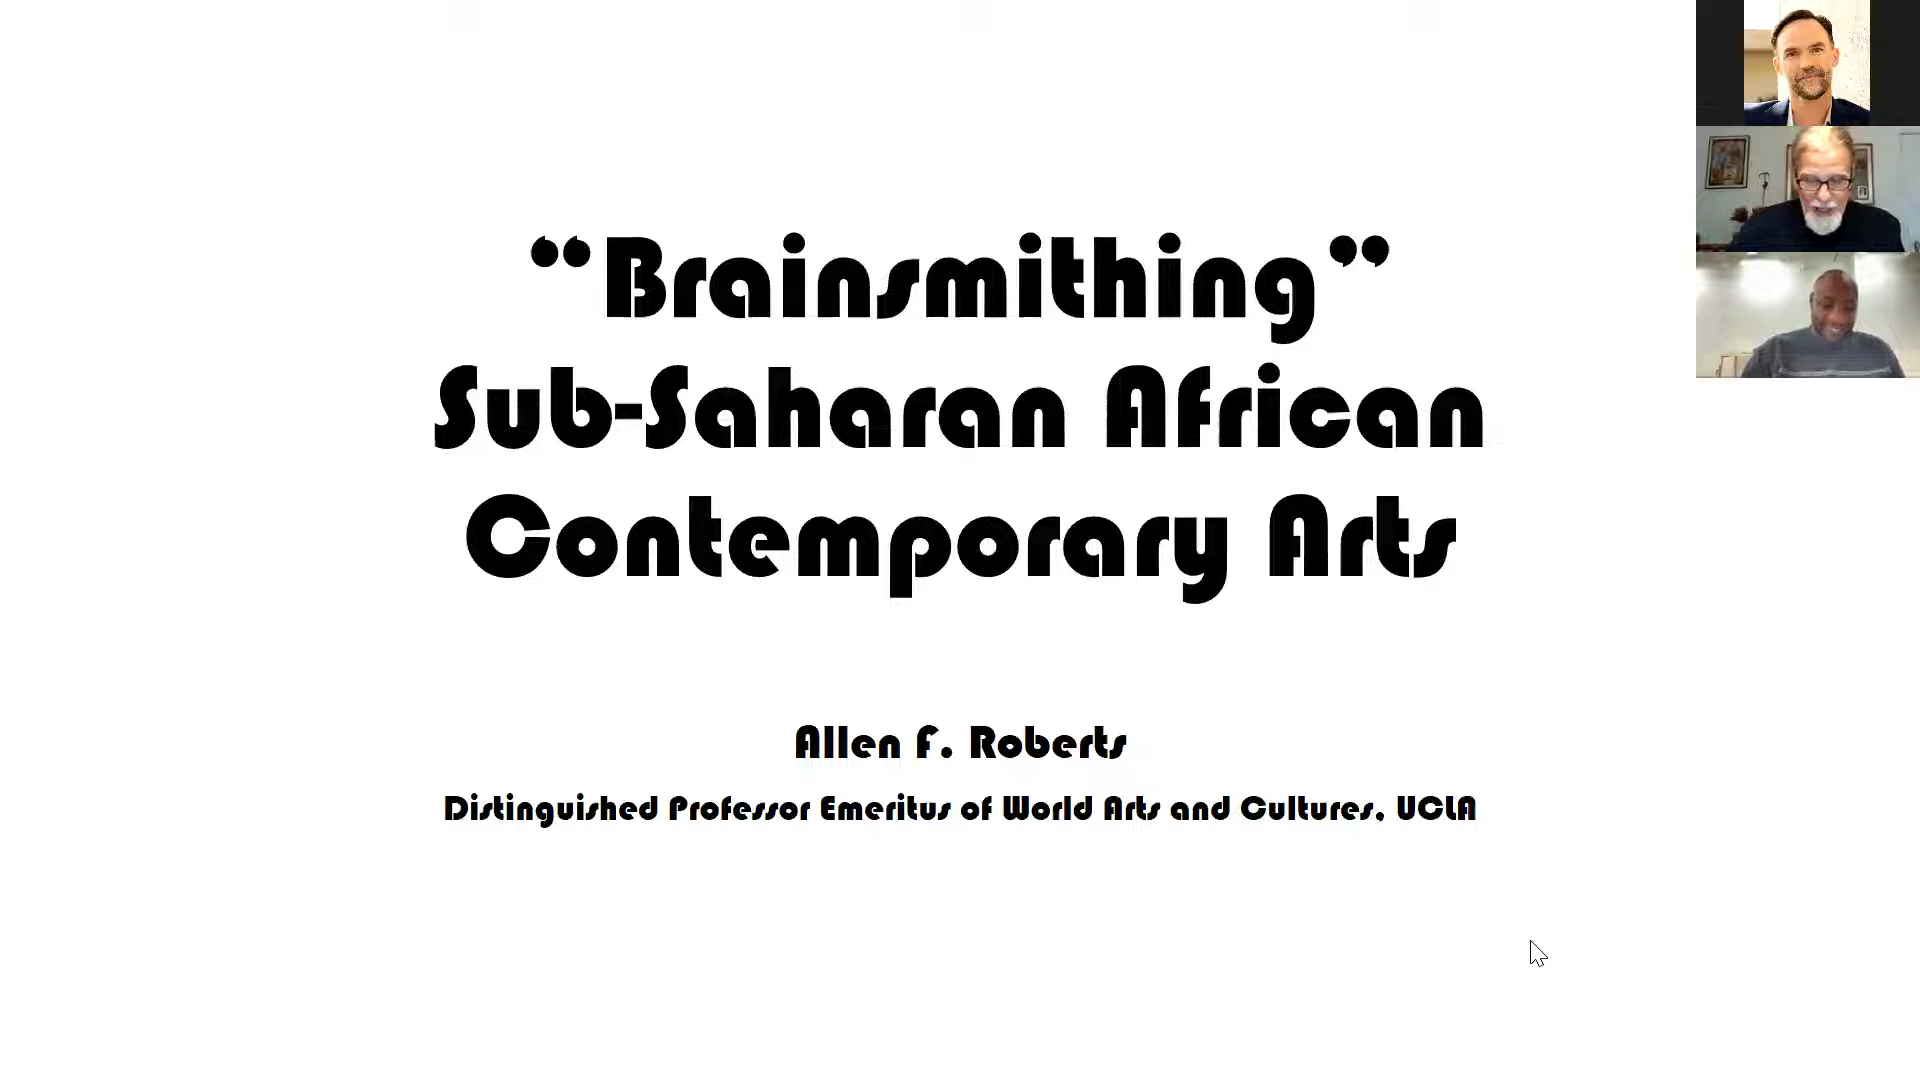 “Brainsmithing”
Sub-Saharan African
Contemporary Arts
Allen F. Roberts
Distinguished Professor Emeritus of World Arts and Cultures, UCLA